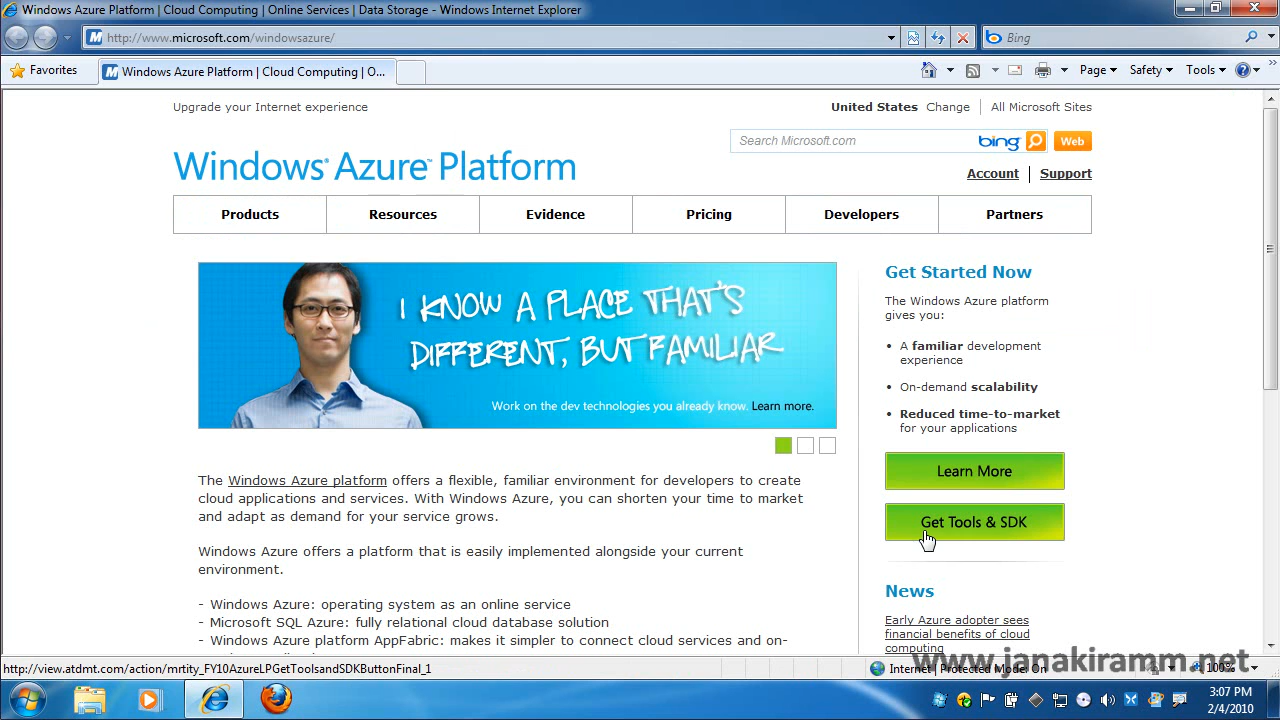 Windows Azure Platform | Cloud Computing | Online Services | Data Storage - Windows Internet Explorer
http://www.microsoft.com/windowsazure/
Bing
Favorites
Windows Azure Platform | Cloud Computing | O...
Page
Safety
Tools
Upgrade your Internet experience
United States Change All Microsoft Sites
Search Microsoft.com bing Web
Windows® Azure™ Platform
Account Support
Products Resources Evidence Pricing Developers Partners
I KNOW A PLACE THAT'S
DIFFERENT, BUT FAMILIAR
Work on the dev technologies you already know. Learn more.
The Windows Azure platform offers a flexible, familiar environment for developers to create
cloud applications and services. With Windows Azure, you can shorten your time to market
and adapt as demand for your service grows.
Windows Azure offers a platform that is easily implemented alongside your current
environment.
- Windows Azure: operating system as an online service
- Microsoft SQL Azure: fully relational cloud database solution
- Windows Azure platform AppFabric: makes it simpler to connect cloud services and on-
Get Started Now
The Windows Azure platform
gives you:
• A familiar development
experience
• On-demand scalability
• Reduced time-to-market
for your applications
Learn More
Get Tools & SDK
News
Early Azure adopter sees
financial benefits of cloud
computing
www.janakiramm.net
http://view.atdmt.com/action/mrtity_FY10AzureLPGetToolsandSDKButtonFinal_1
Internet | Protected Mode: On
100%
3:07 PM
2/4/2010